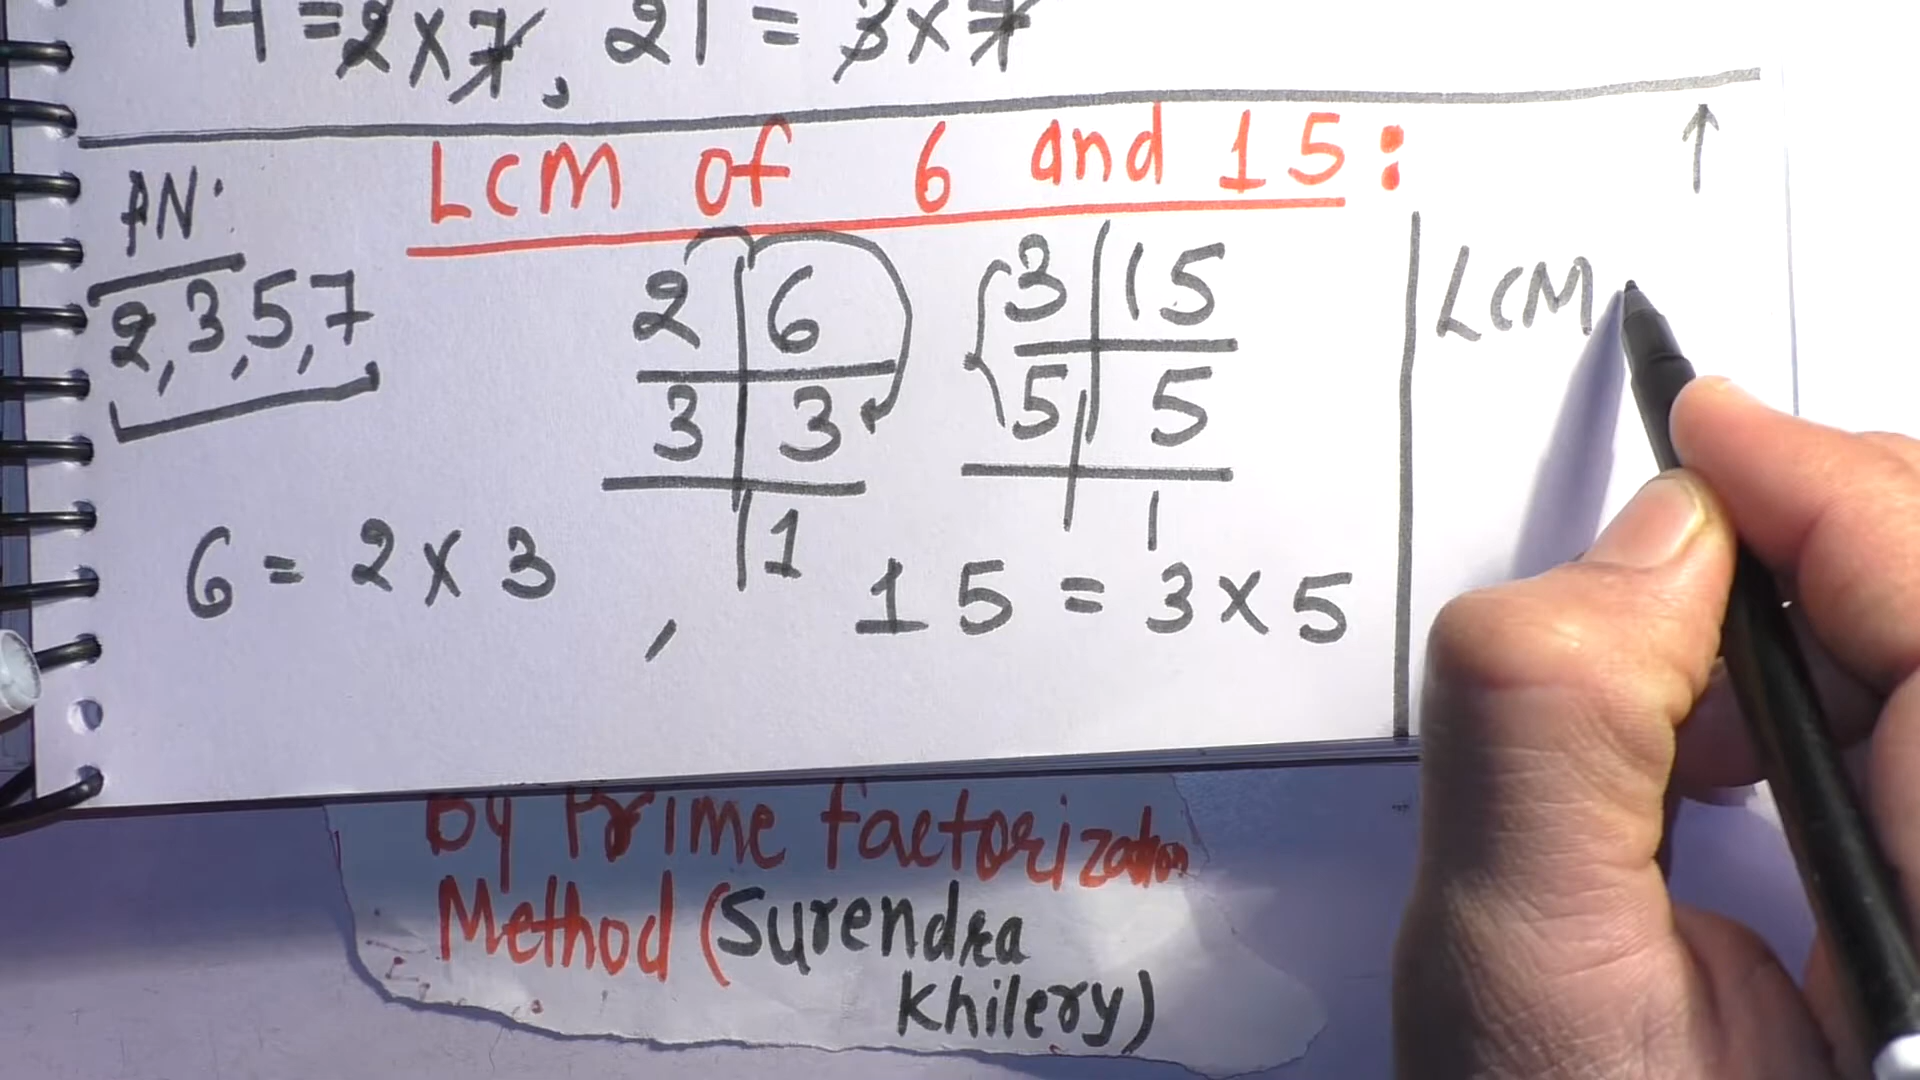 14 = 2 x 7, 21 = 3 x 7
LCM of 6 and 15:
PN.
2, 3, 5, 7
2 6
3 3
1
3 15
5 5
1
LCM
6 = 2 x 3 , 15 = 3 x 5
By Prime factorization
Method (Surendra
Khilery)